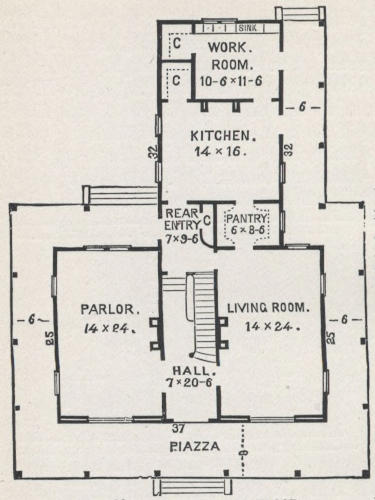 SINK
C
WORK.
ROOM.
10-6 × 11-6
C
6
KITCHEN.
14 × 16.
32
32
REAR
ENTRY
7×9-6
C
PANTRY
6 × 8-6
PARLOR.
14 × 24.
LIVING ROOM.
14 × 24.
6
25
25
6
HALL.
7×20-6
37
PIAZZA
8